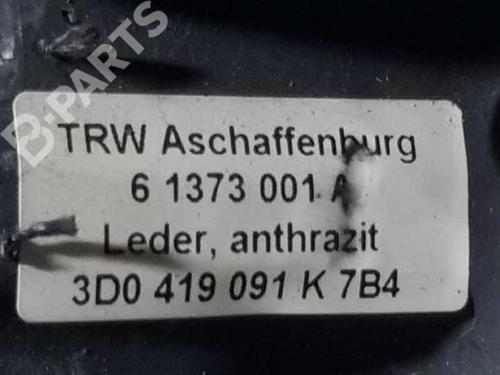 B-PARTS
TRW Aschaffenburg
6 1373 001 A
Leder, anthrazit
3D0 419 091 K 7B4